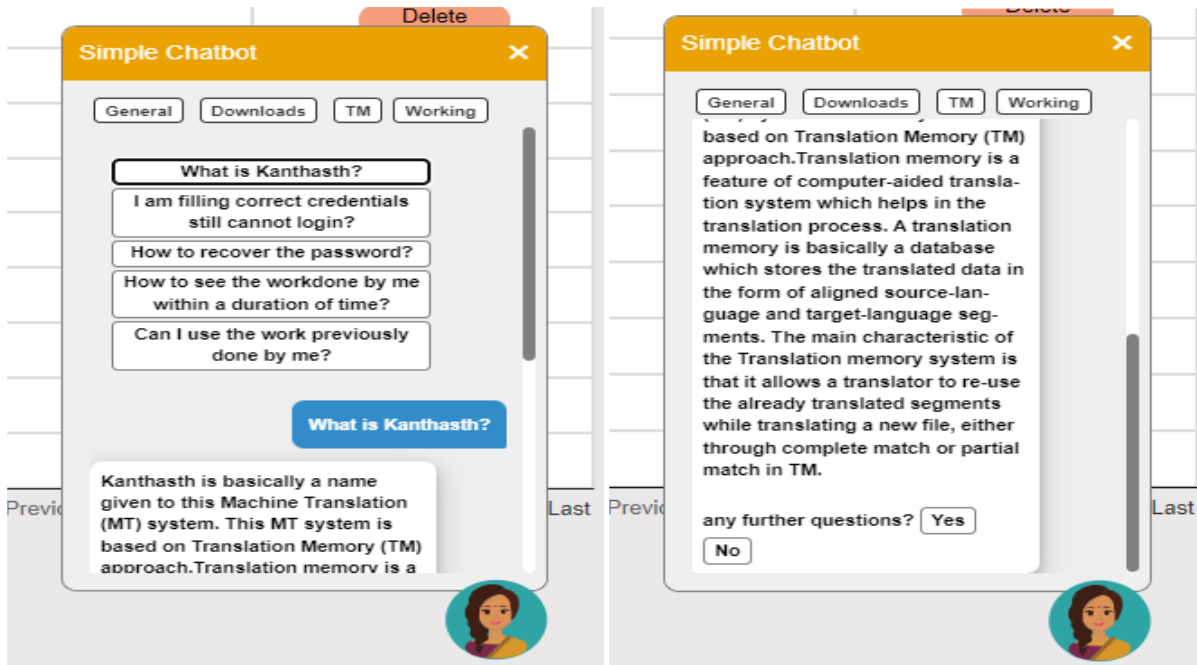 Delete
Simple Chatbot ×
General Downloads TM Working
What is Kanthasth?
I am filling correct credentials
still cannot login?
How to recover the password?
How to see the workdone by me
within a duration of time?
Can I use the work previously
done by me?
What is Kanthasth?
Kanthasth is basically a name
given to this Machine Translation
(MT) system. This MT system is
based on Translation Memory (TM)
approach.Translation memory is a
Last
Simple Chatbot ×
General Downloads TM Working
based on Translation Memory (TM)
approach.Translation memory is a
feature of computer-aided transla-
tion system which helps in the
translation process. A translation
memory is basically a database
which stores the translated data in
the form of aligned source-lan-
guage and target-language seg-
ments. The main characteristic of
the Translation memory system is
that it allows a translator to re-use
the already translated segments
while translating a new file, either
through complete match or partial
match in TM.
any further questions? Yes
No
Last